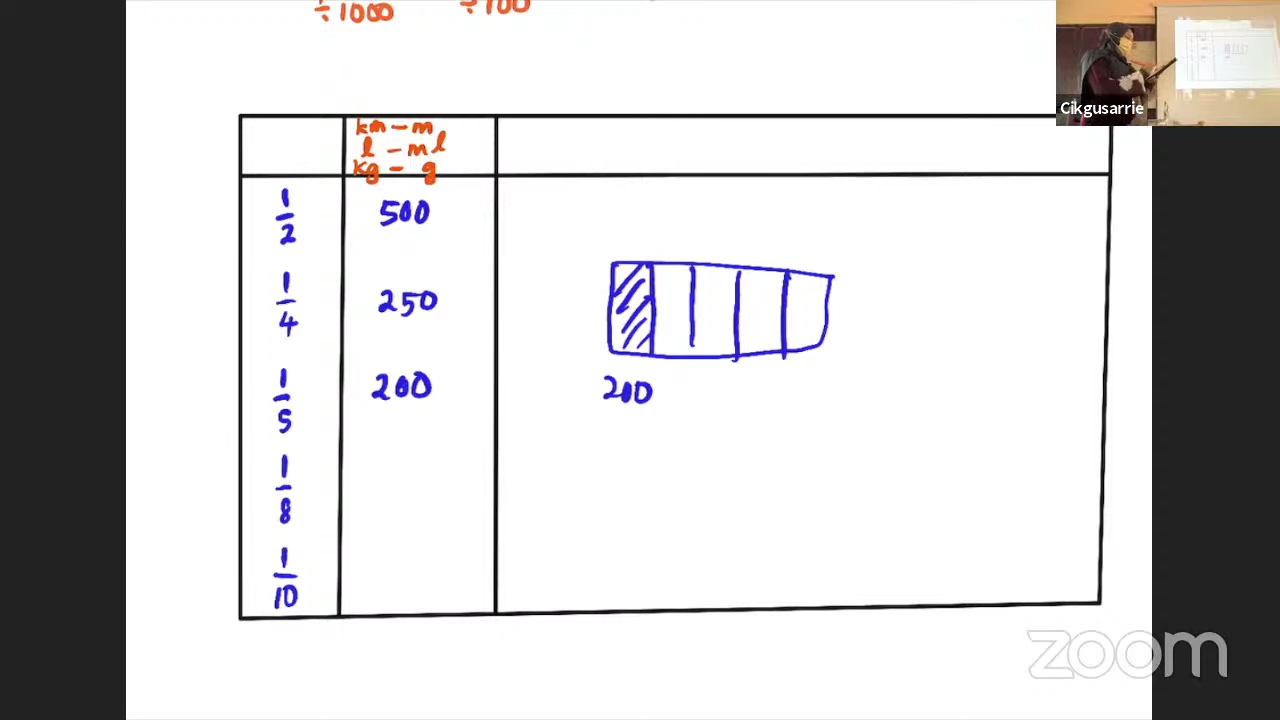 ÷1000 ÷100
Cikgusarrie
km – m
l – ml
kg – g
1/2 500
1/4 250
1/5 200
200
1/8
1/10
zoom